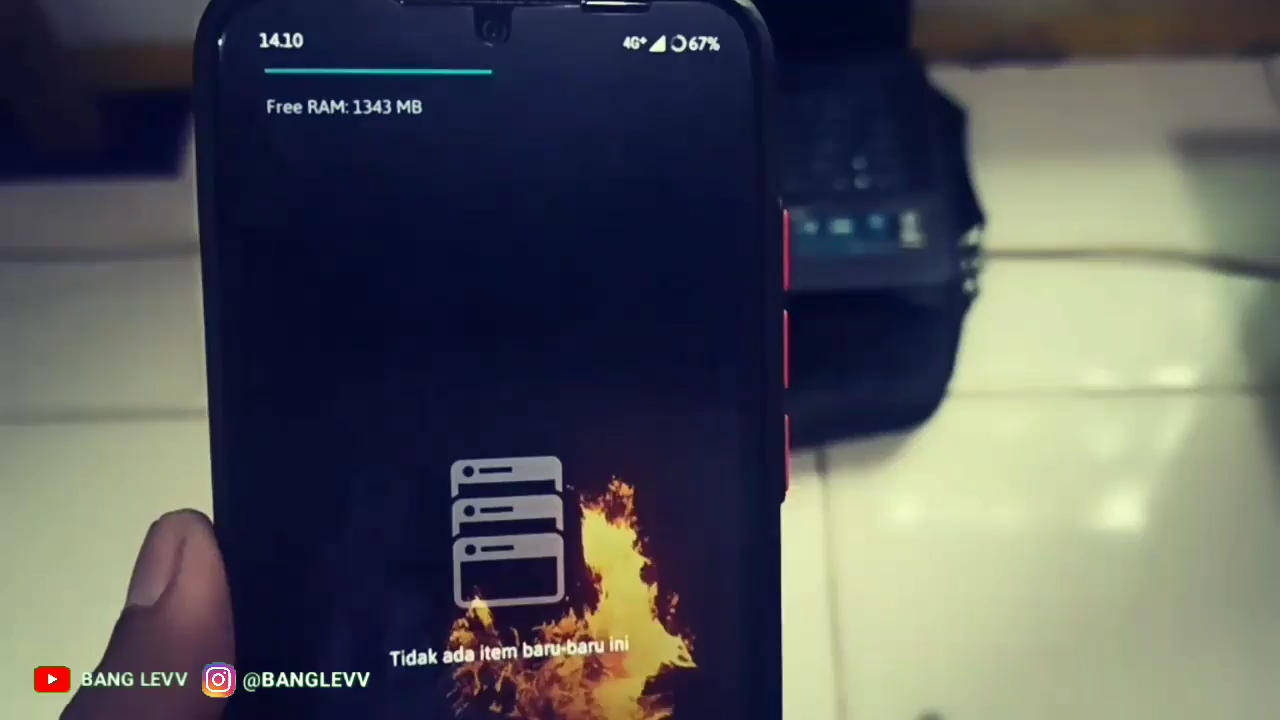 14.10 4G+ 67%
Free RAM: 1343 MB
Tidak ada item baru-baru ini
BANG LEVV @BANGLEVV